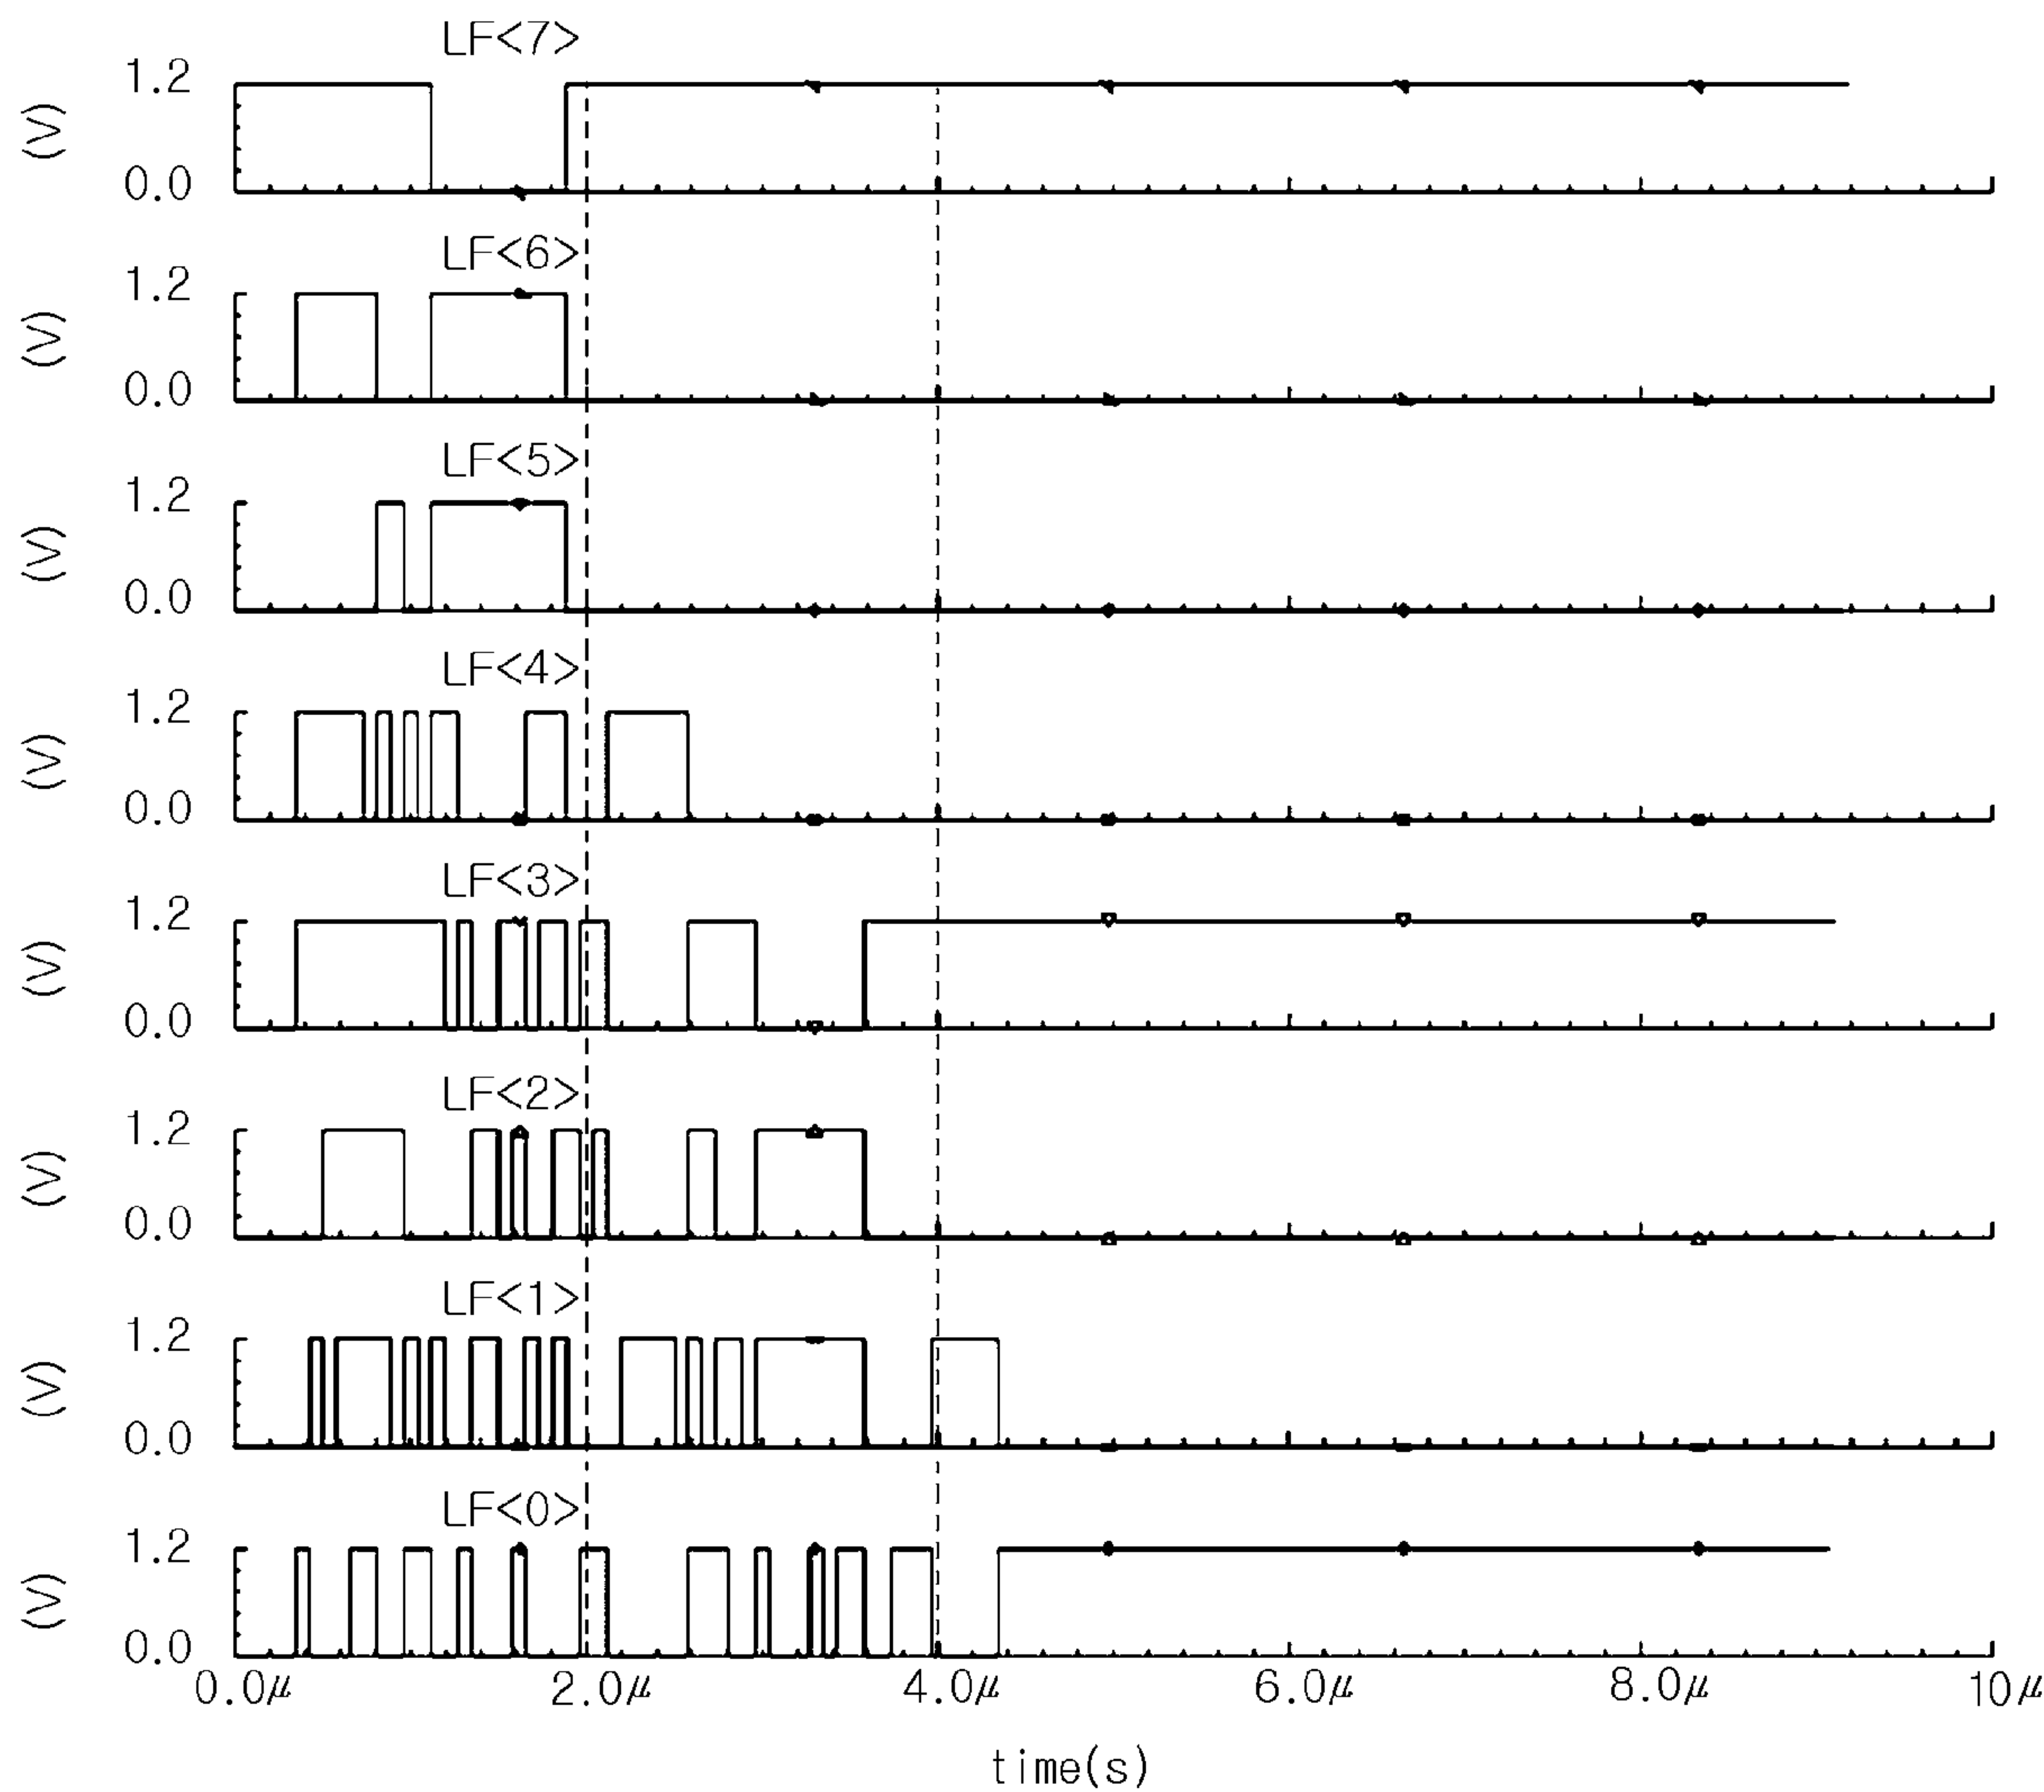 LF<7>
1.2
(V)
0.0
LF<6>
1.2
(V)
0.0
LF<5>
1.2
(V)
0.0
LF<4>
1.2
(V)
0.0
LF<3>
1.2
(V)
0.0
LF<2>
1.2
(V)
0.0
LF<1>
1.2
(V)
0.0
LF<0>
1.2
(V)
0.0
0.0μ 2.0μ 4.0μ 6.0μ 8.0μ 10μ
time(s)